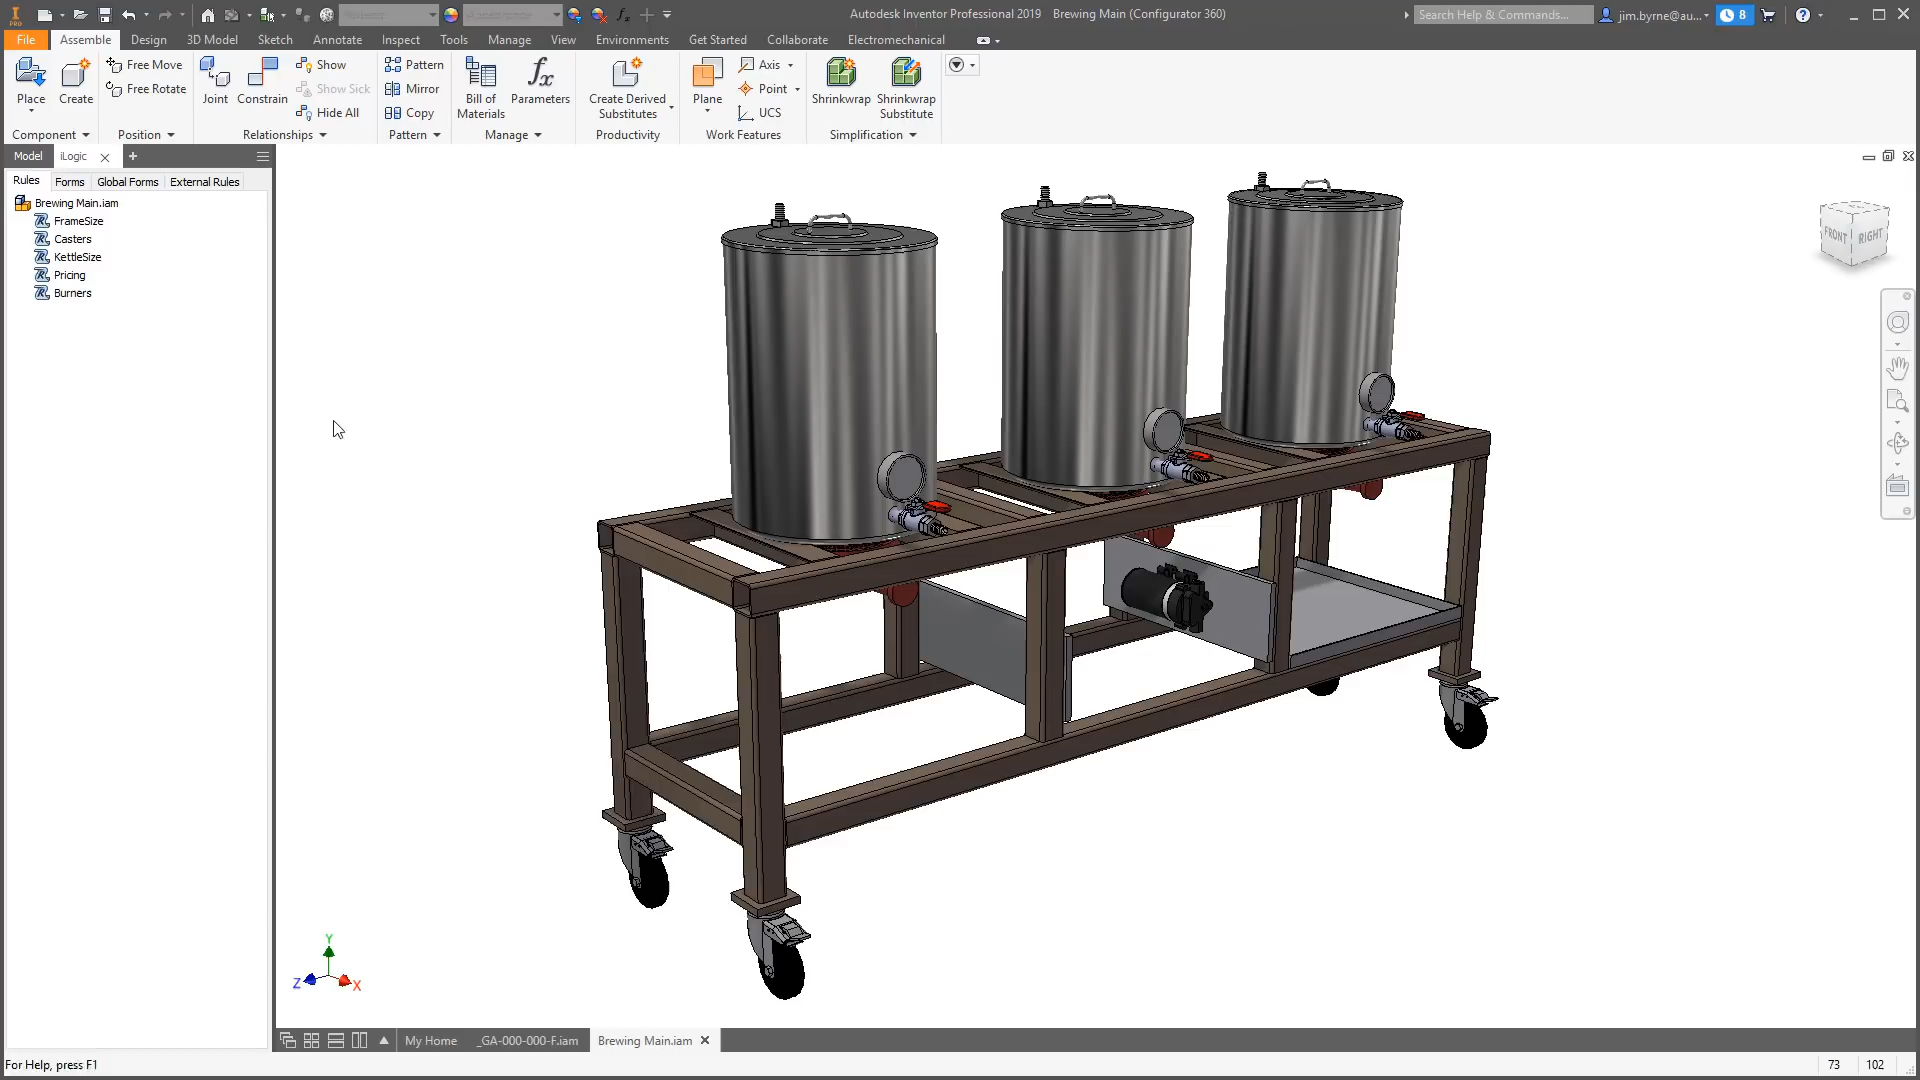 PRO
Autodesk Inventor Professional 2019 Brewing Main (Configurator 360)
Search Help & Commands...
jim.byrne@au...
8
File Assemble Design 3D Model Sketch Annotate Inspect Tools Manage View Environments Get Started Collaborate Electromechanical
Place
Create
Component
Free Move
Free Rotate
Position
Joint
Constrain
Show
Show Sick
Hide All
Relationships
Pattern
Mirror
Copy
Pattern
Bill of
Materials
Parameters
Manage
Create Derived
Substitutes
Productivity
Plane
Axis
Point
UCS
Work Features
Shrinkwrap
Shrinkwrap
Substitute
Simplification
Model iLogic
Rules Forms Global Forms External Rules
Brewing Main.iam
FrameSize
Casters
KettleSize
Pricing
Burners
FRONT RIGHT
Y
Z
X
My Home _GA-000-000-F.iam Brewing Main.iam
For Help, press F1
73 102